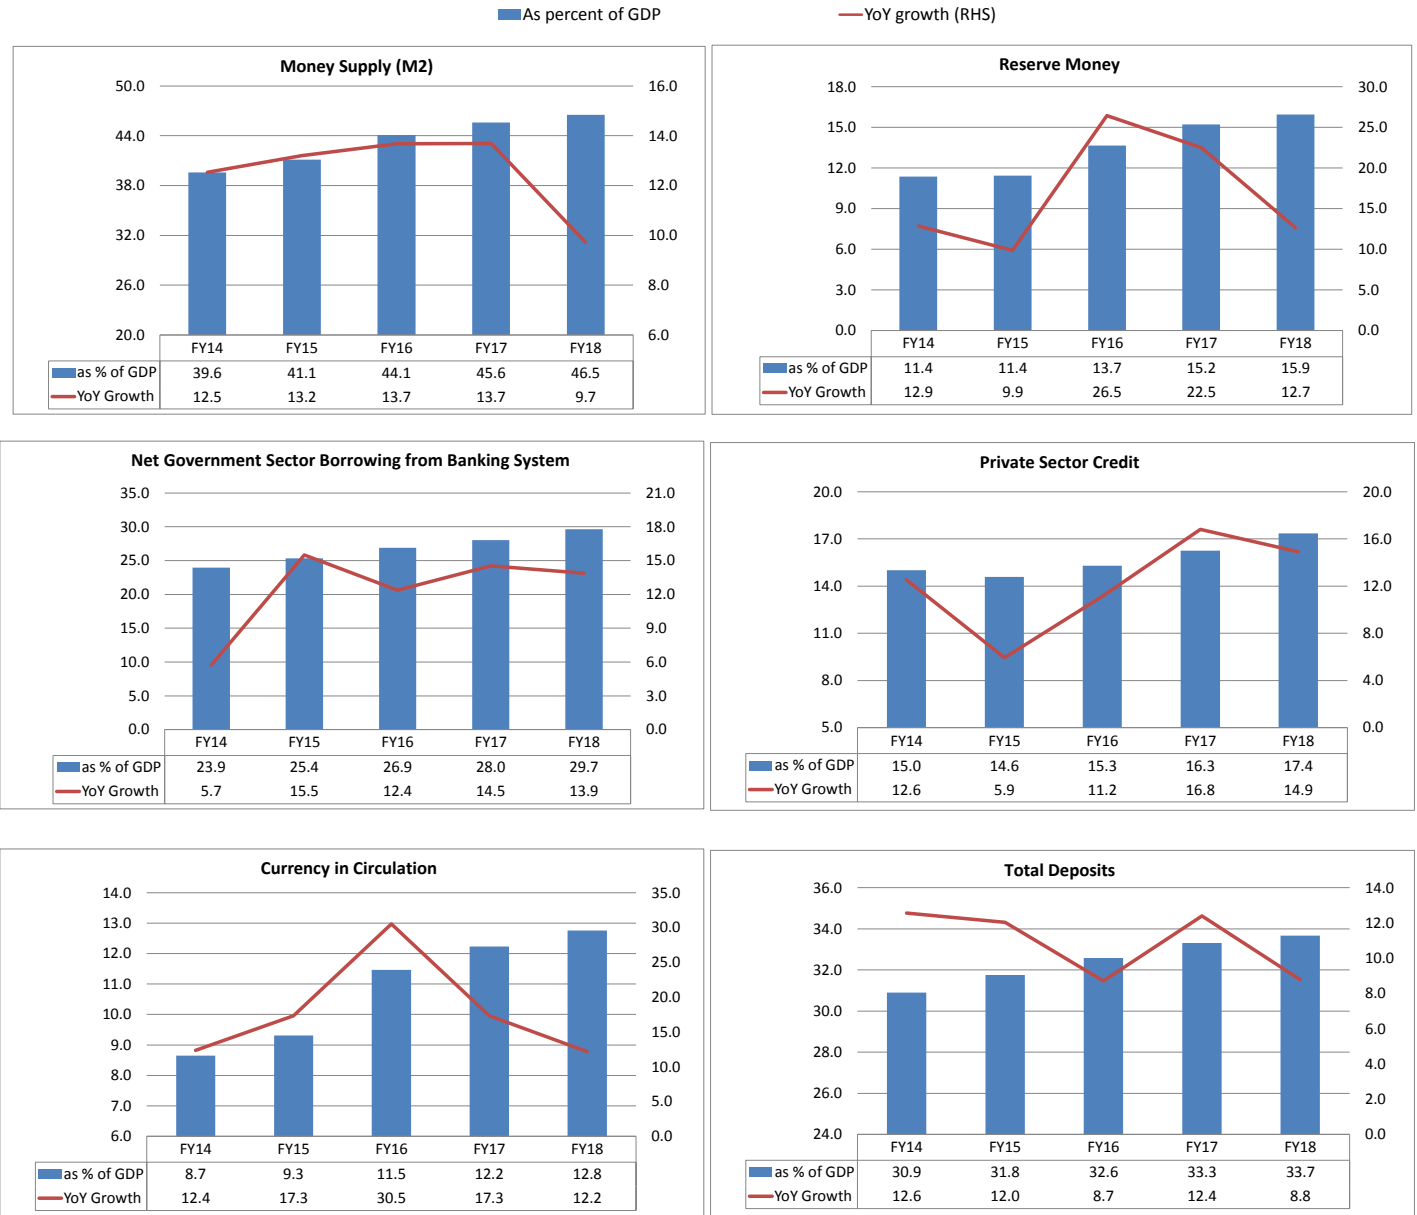 As percent of GDP YoY growth (RHS)
Money Supply (M2)
50.0 16.0
44.0 14.0
38.0 12.0
32.0 10.0
26.0 8.0
20.0 6.0
FY14 FY15 FY16 FY17 FY18
as % of GDP 39.6 41.1 44.1 45.6 46.5
YoY Growth 12.5 13.2 13.7 13.7 9.7
Reserve Money
18.0 30.0
15.0 25.0
12.0 20.0
9.0 15.0
6.0 10.0
3.0 5.0
0.0 0.0
FY14 FY15 FY16 FY17 FY18
as % of GDP 11.4 11.4 13.7 15.2 15.9
YoY Growth 12.9 9.9 26.5 22.5 12.7
Net Government Sector Borrowing from Banking System
35.0 21.0
30.0 18.0
25.0 15.0
20.0 12.0
15.0 9.0
10.0 6.0
5.0 3.0
0.0 0.0
FY14 FY15 FY16 FY17 FY18
as % of GDP 23.9 25.4 26.9 28.0 29.7
YoY Growth 5.7 15.5 12.4 14.5 13.9
Private Sector Credit
20.0 20.0
17.0 16.0
14.0 12.0
11.0 8.0
8.0 4.0
5.0 0.0
FY14 FY15 FY16 FY17 FY18
as % of GDP 15.0 14.6 15.3 16.3 17.4
YoY Growth 12.6 5.9 11.2 16.8 14.9
Currency in Circulation
14.0 35.0
13.0 30.0
12.0 25.0
11.0 20.0
10.0 15.0
9.0 10.0
8.0 5.0
7.0 0.0
6.0
FY14 FY15 FY16 FY17 FY18
as % of GDP 8.7 9.3 11.5 12.2 12.8
YoY Growth 12.4 17.3 30.5 17.3 12.2
Total Deposits
36.0 14.0
34.0 12.0
32.0 10.0
30.0 8.0
28.0 6.0
26.0 4.0
24.0 2.0
0.0
FY14 FY15 FY16 FY17 FY18
as % of GDP 30.9 31.8 32.6 33.3 33.7
YoY Growth 12.6 12.0 8.7 12.4 8.8